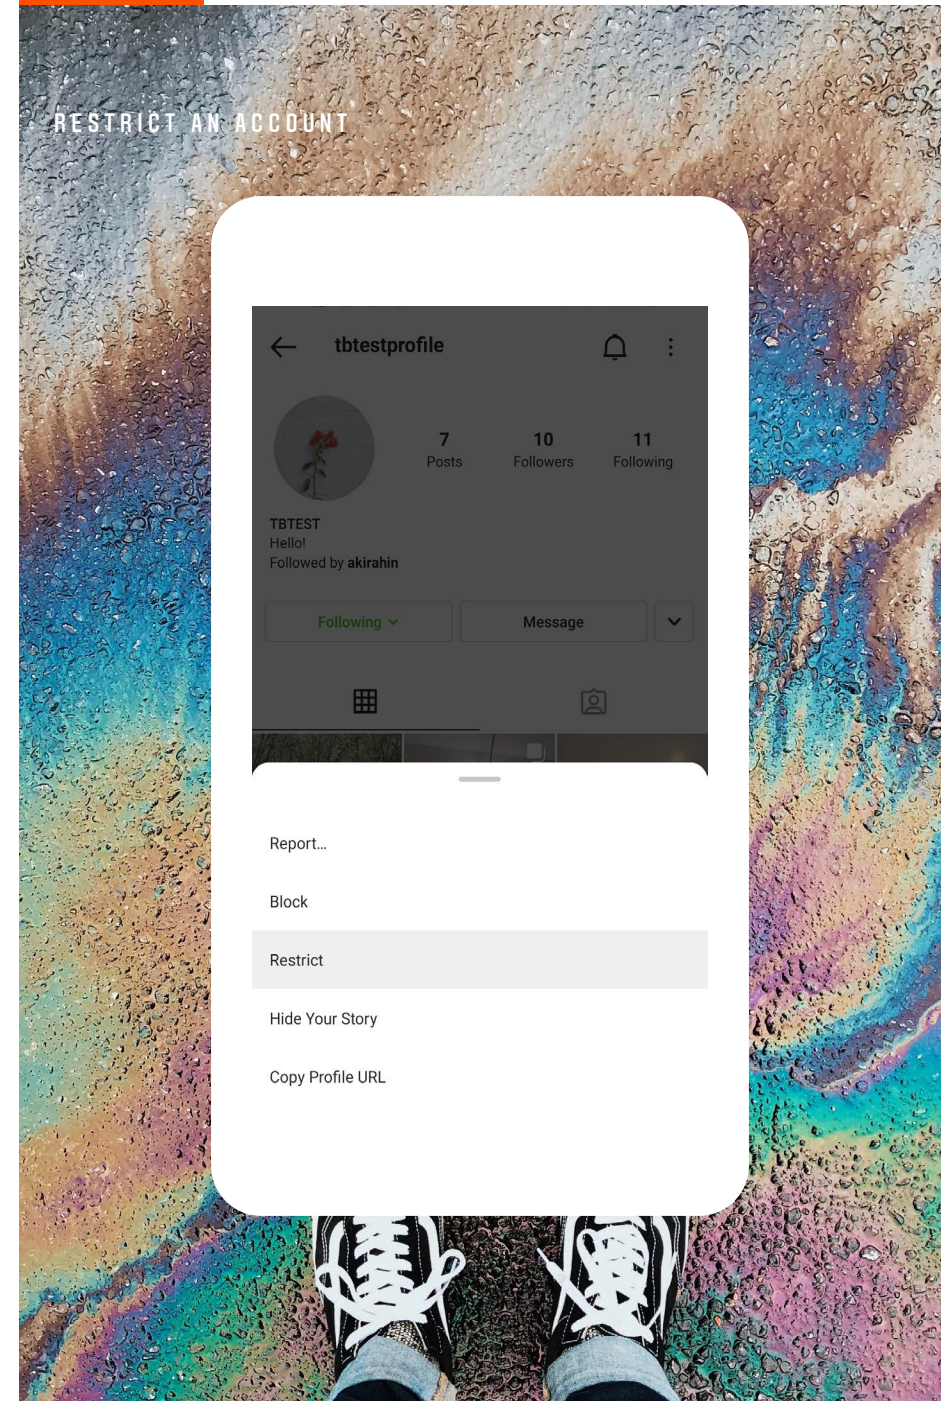 RESTRICT AN ACCOUNT
tbtestprofile
7 10 11
Posts Followers Following
TBTEST
Hello!
Followed by akirahin
Following Message
Report...
Block
Restrict
Hide Your Story
Copy Profile URL